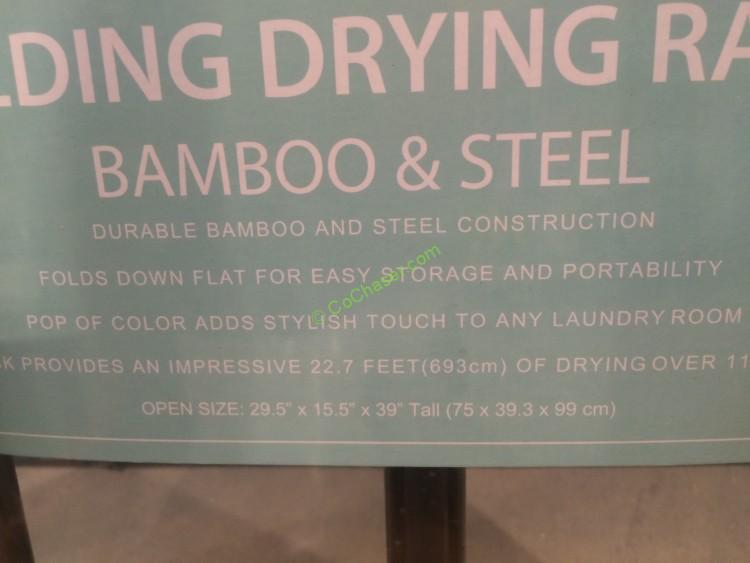 LDING DRYING RA
BAMBOO & STEEL
DURABLE BAMBOO AND STEEL CONSTRUCTION
FOLDS DOWN FLAT FOR EASY STORAGE AND PORTABILITY
© CoChaser.com
POP OF COLOR ADDS STYLISH TOUCH TO ANY LAUNDRY ROOM
K PROVIDES AN IMPRESSIVE 22.7 FEET(693cm) OF DRYING OVER 11
OPEN SIZE: 29.5” x 15.5” x 39” Tall (75 x 39.3 x 99 cm)